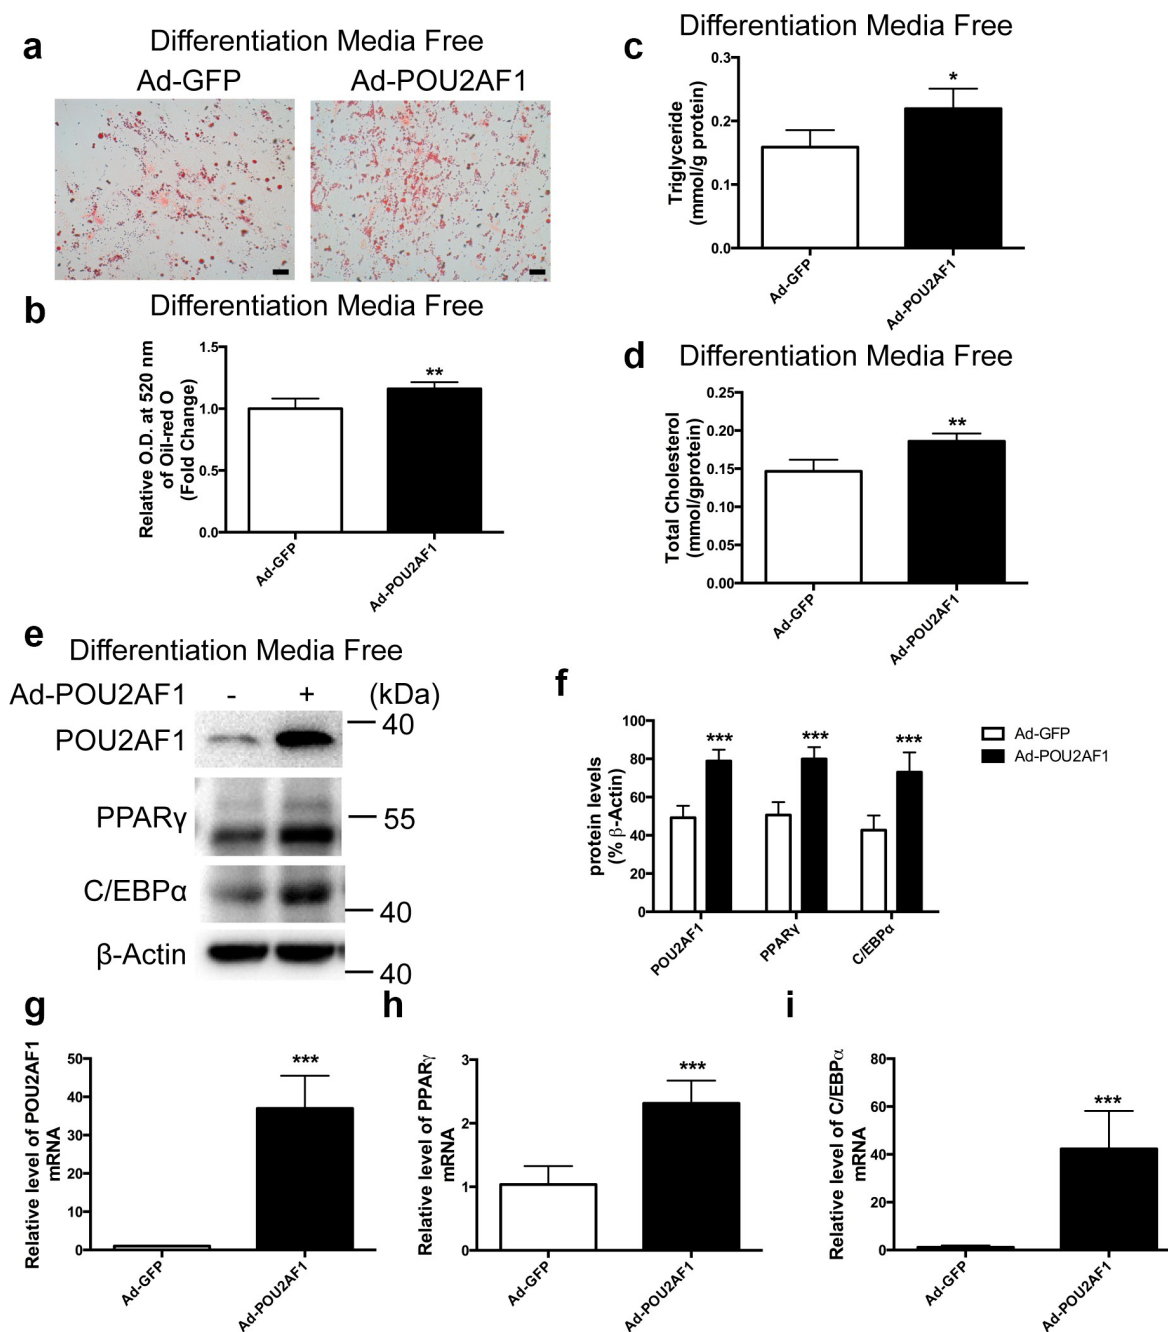 a
Differentiation Media Free
Ad-GFP Ad-POU2AF1
b
Differentiation Media Free
Relative O.D. at 520 nm
of Oil-red O
(Fold Change)
1.5
1.0
0.5
0.0
**
Ad-GFP
Ad-POU2AF1
c
Differentiation Media Free
Triglyceride
(mmol/g protein)
0.3
0.2
0.1
0.0
*
Ad-GFP
Ad-POU2AF1
d
Differentiation Media Free
Total Cholesterol
(mmol/gprotein)
0.25
0.20
0.15
0.10
0.05
0.00
**
Ad-GFP
Ad-POU2AF1
e
Differentiation Media Free
Ad-POU2AF1 - + (kDa)
POU2AF1 40
PPARγ 55
C/EBPα 40
β-Actin 40
f
protein levels
(% β-Actin)
100
80
60
40
20
0
*** *** ***
POU2AF1
PPARγ
C/EBPα
Ad-GFP
Ad-POU2AF1
g
Relative level of POU2AF1
mRNA
50
40
30
20
10
0
***
Ad-GFP
Ad-POU2AF1
h
Relative level of PPARγ
mRNA
3
2
1
0
***
Ad-GFP
Ad-POU2AF1
i
Relative level of C/EBPα
mRNA
80
60
40
20
0
***
Ad-GFP
Ad-POU2AF1